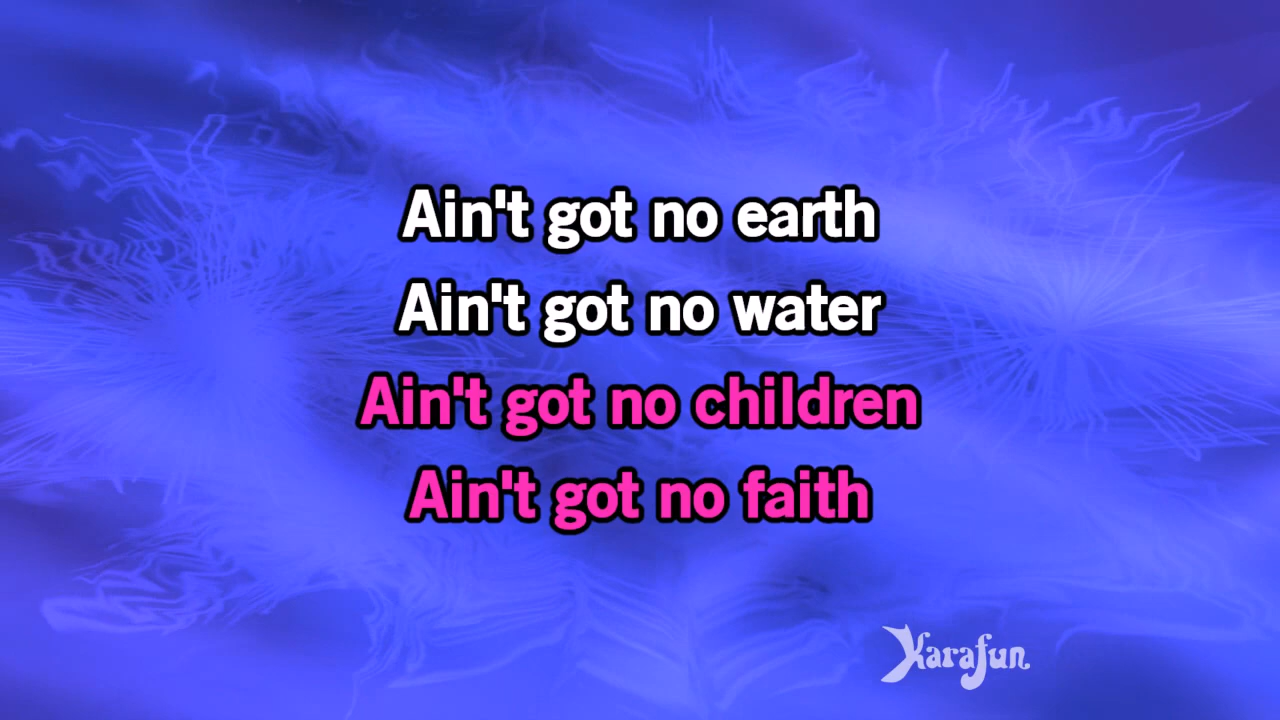 Ain't got no earth
Ain't got no water
Ain't got no children
Ain't got no faith
Karafun